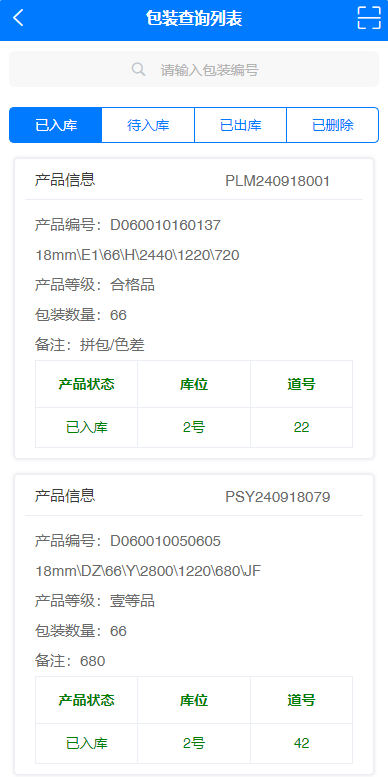 包装查询列表
请输入包装编号
已入库 待入库 已出库 已删除
产品信息 PLM240918001
产品编号：D060010160137
18mm\E1\66\H\2440\1220\720
产品等级：合格品
包装数量：66
备注：拼包/色差
产品状态 库位 道号
已入库 2号 22
产品信息 PSY240918079
产品编号：D060010050605
18mm\DZ\66\Y\2800\1220\680\JF
产品等级：壹等品
包装数量：66
备注：680
产品状态 库位 道号
已入库 2号 42